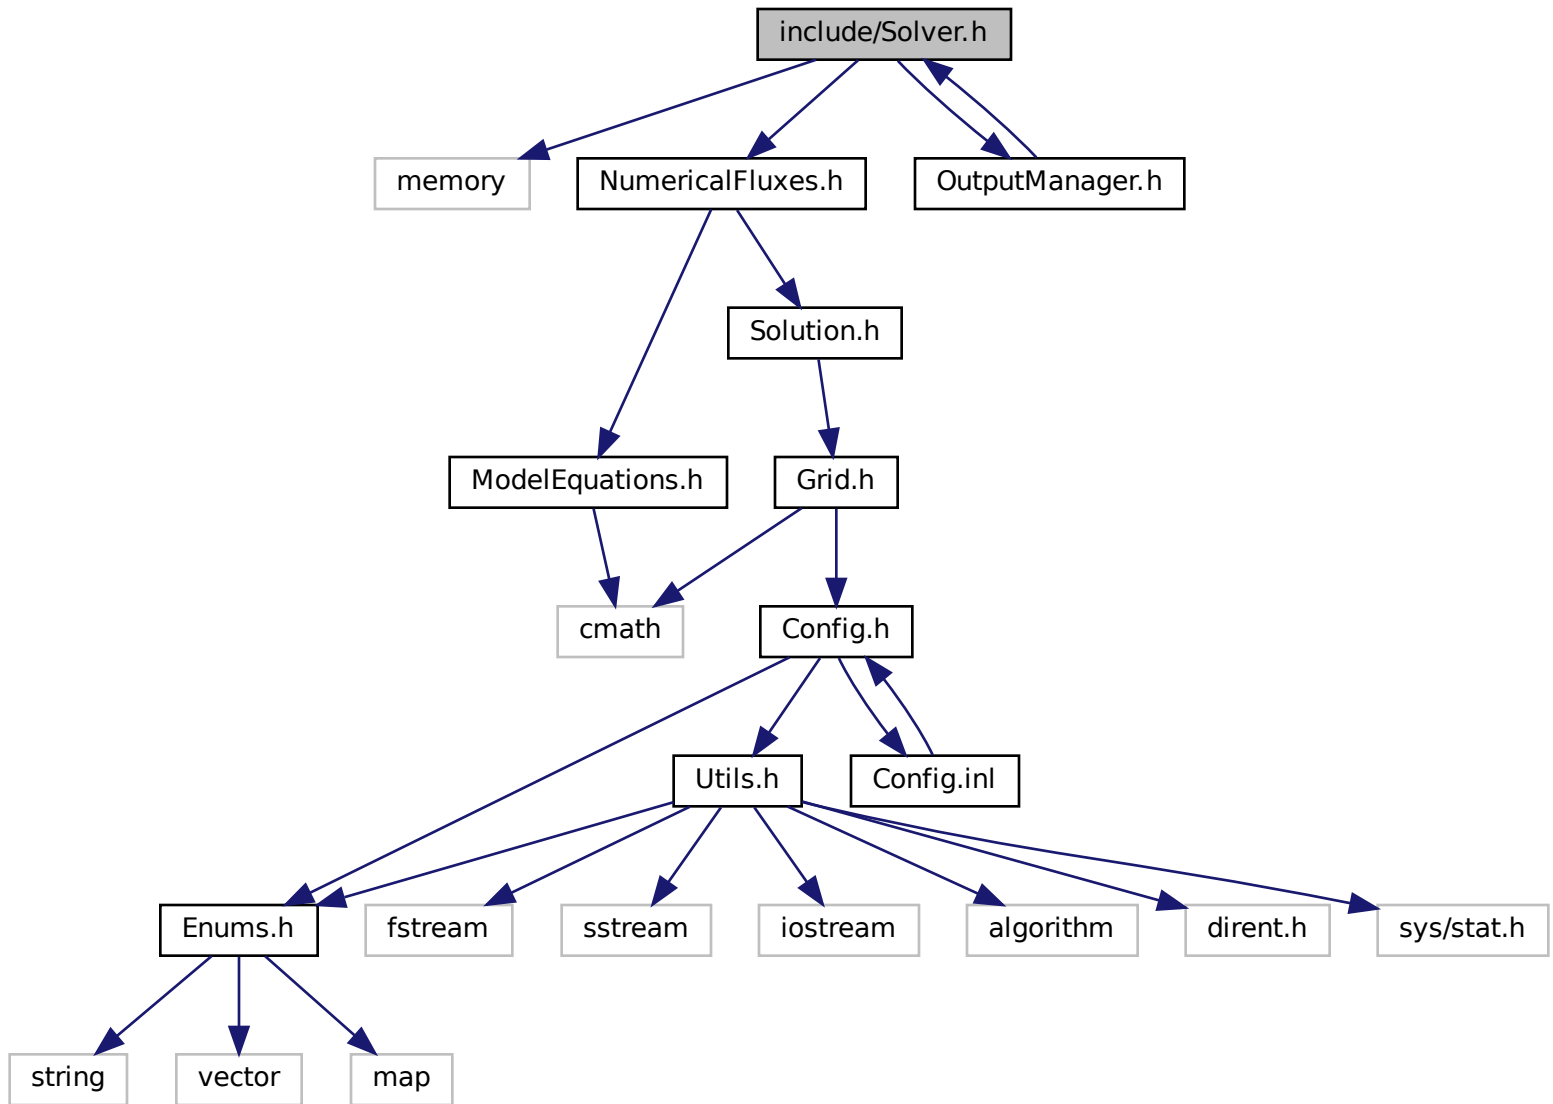 include/Solver.h
memory
NumericalFluxes.h
OutputManager.h
Solution.h
ModelEquations.h
Grid.h
cmath
Config.h
Utils.h
Config.inl
Enums.h
fstream
sstream
iostream
algorithm
dirent.h
sys/stat.h
string
vector
map